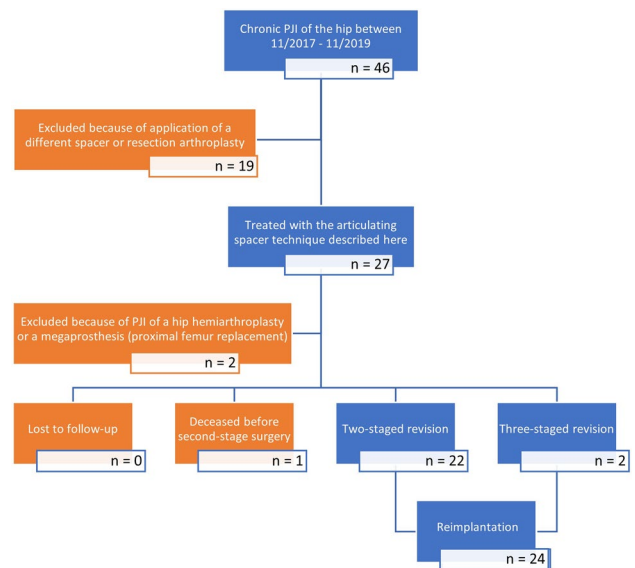 Chronic PJI of the hip between
11/2017 - 11/2019
n = 46
Excluded because of application of a
different spacer or resection arthroplasty
n = 19
Treated with the articulating
spacer technique described here
n = 27
Excluded because of PJI of a hip hemiarthroplasty
or a megaprosthesis (proximal femur replacement)
n = 2
Lost to follow-up
n = 0
Deceased before
second-stage surgery
n = 1
Two-staged revision
n = 22
Three-staged revision
n = 2
Reimplantation
n = 24